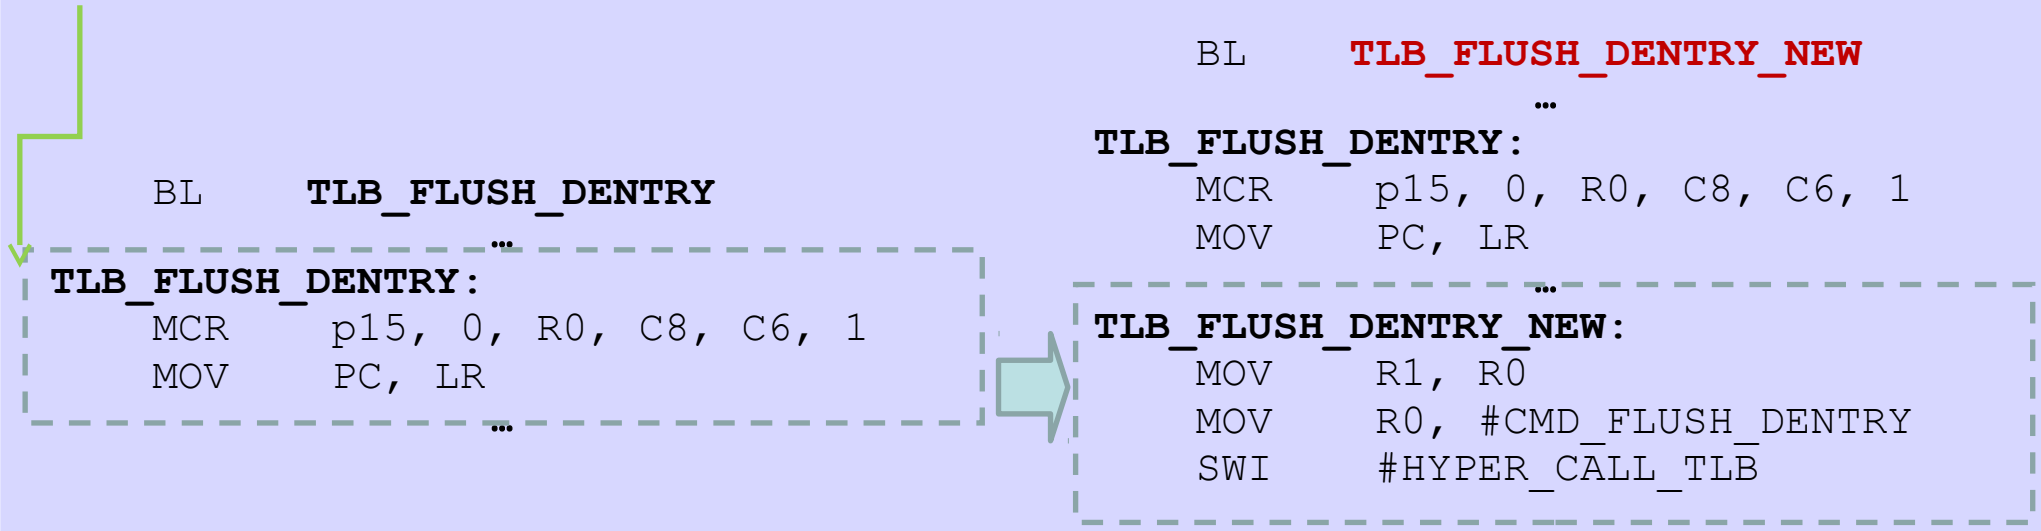 BL TLB_FLUSH_DENTRY
…
TLB_FLUSH_DENTRY:
MCR p15, 0, R0, C8, C6, 1
MOV PC, LR
…
BL TLB_FLUSH_DENTRY_NEW
…
TLB_FLUSH_DENTRY:
MCR p15, 0, R0, C8, C6, 1
MOV PC, LR
…
TLB_FLUSH_DENTRY_NEW:
MOV R1, R0
MOV R0, #CMD_FLUSH_DENTRY
SWI #HYPER_CALL_TLB